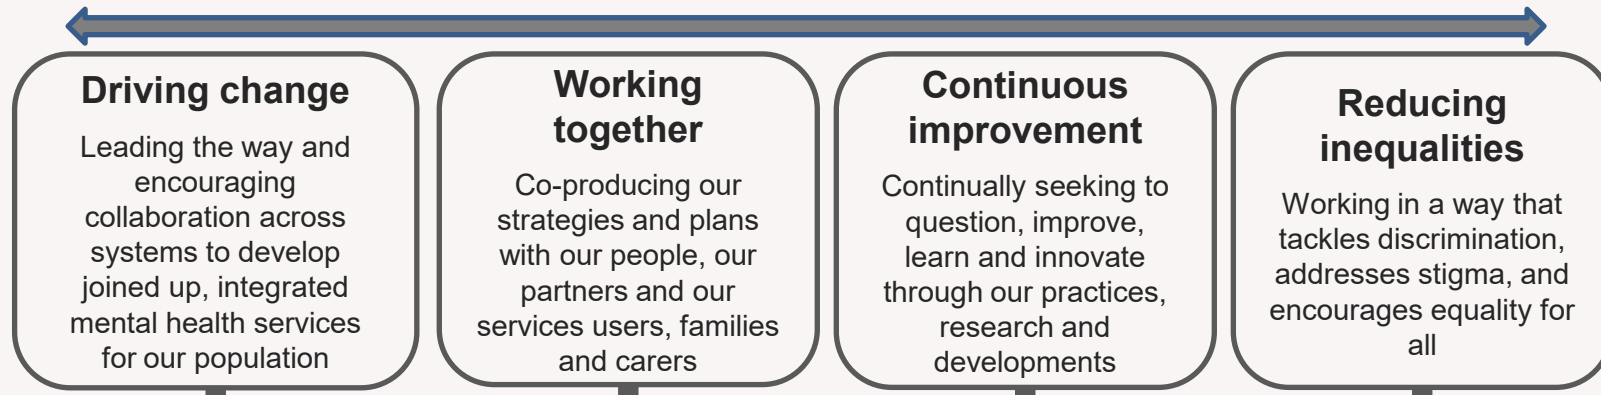 Driving change
Leading the way and
encouraging
collaboration across
systems to develop
joined up, integrated
mental health services
for our population
Working
together
Co-producing our
strategies and plans
with our people, our
partners and our
services users, families
and carers
Continuous
improvement
Continually seeking to
question, improve,
learn and innovate
through our practices,
research and
developments
Reducing
inequalities
Working in a way that
tackles discrimination,
addresses stigma, and
encourages equality for
all